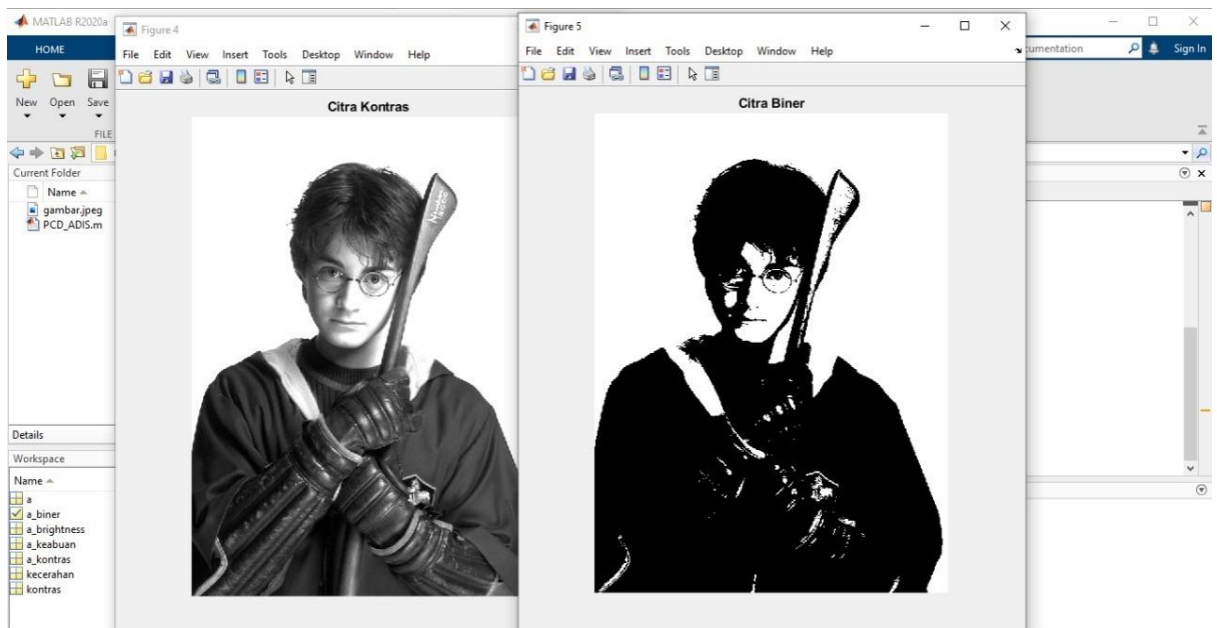 MATLAB R2020a
HOME
New
Open
Save
FILE
Current Folder
Name
gambar.jpeg
PCD_ADIS.m
Details
Workspace
Name
a
a_biner
a_brightness
a_keabuan
a_kontras
kecerahan
kontras
Figure 4
File Edit View Insert Tools Desktop Window Help
Citra Kontras
Figure 5
File Edit View Insert Tools Desktop Window Help
Citra Biner
cumentation
Sign In